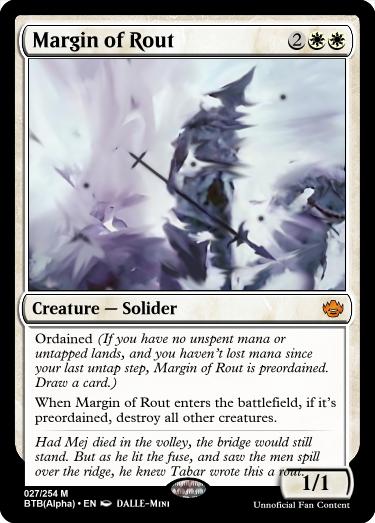 Margin of Rout 2
Creature — Solider
Ordained (If you have no unspent mana or
untapped lands, and you haven't lost mana since
your last untap step, Margin of Rout is preordained.
Draw a card.)
When Margin of Rout enters the battlefield, if it's
preordained, destroy all other creatures.
Had Mej died in the volley, the bridge would still
stand. But as he lit the fuse, and saw the men spill
over the ridge, he knew Tabar wrote this a rout.
1/1
027/254 M
BTB(Alpha) • EN DALLE-Mini
Unnoficial Fan Content